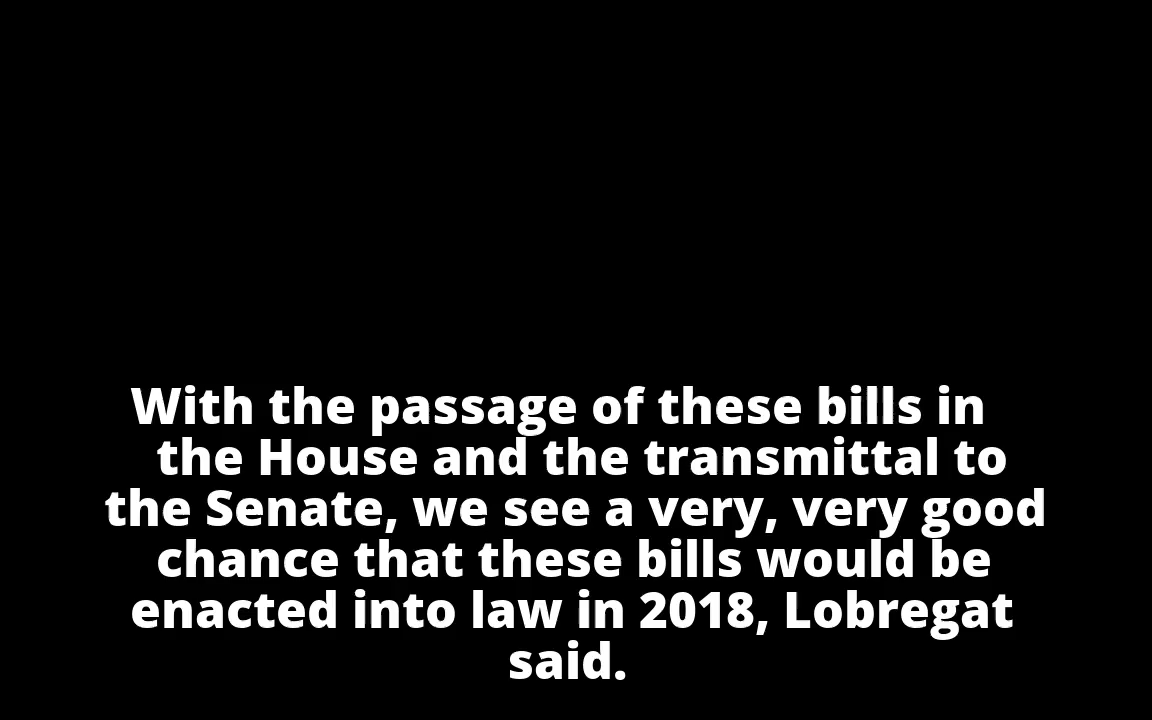 With the passage of these bills in
the House and the transmittal to
the Senate, we see a very, very good
chance that these bills would be
enacted into law in 2018, Lobregat
said.